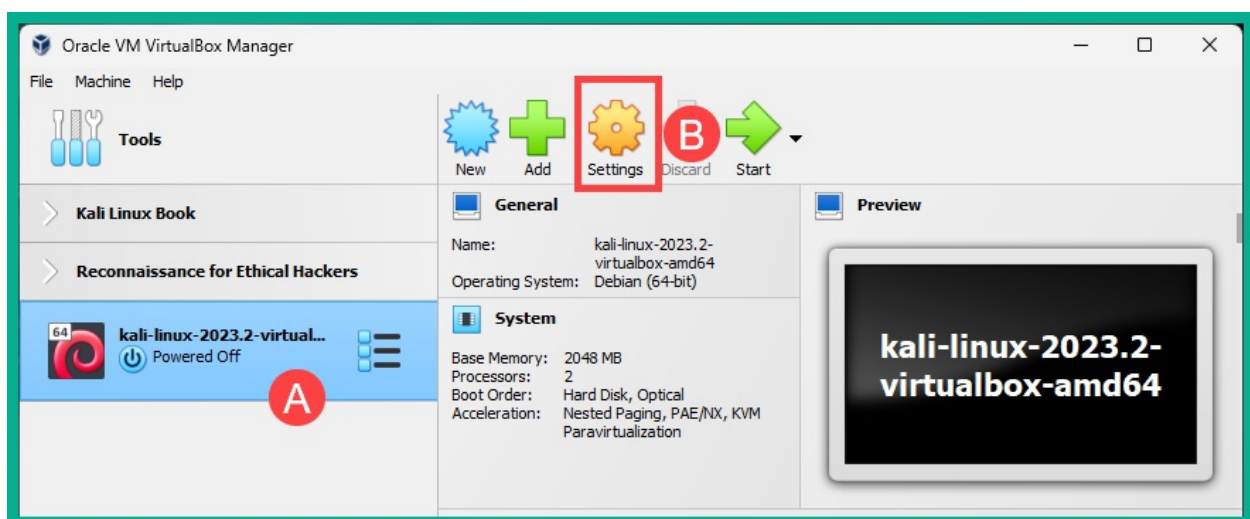 Oracle VM VirtualBox Manager
File Machine Help
Tools
New Add Settings Discard Start
B
Kali Linux Book
Reconnaissance for Ethical Hackers
64
kali-linux-2023.2-virtual...
Powered Off
A
General
Name: kali-linux-2023.2-
virtualbox-amd64
Operating System: Debian (64-bit)
System
Base Memory: 2048 MB
Processors: 2
Boot Order: Hard Disk, Optical
Acceleration: Nested Paging, PAE/NX, KVM
Paravirtualization
Preview
kali-linux-2023.2-
virtualbox-amd64